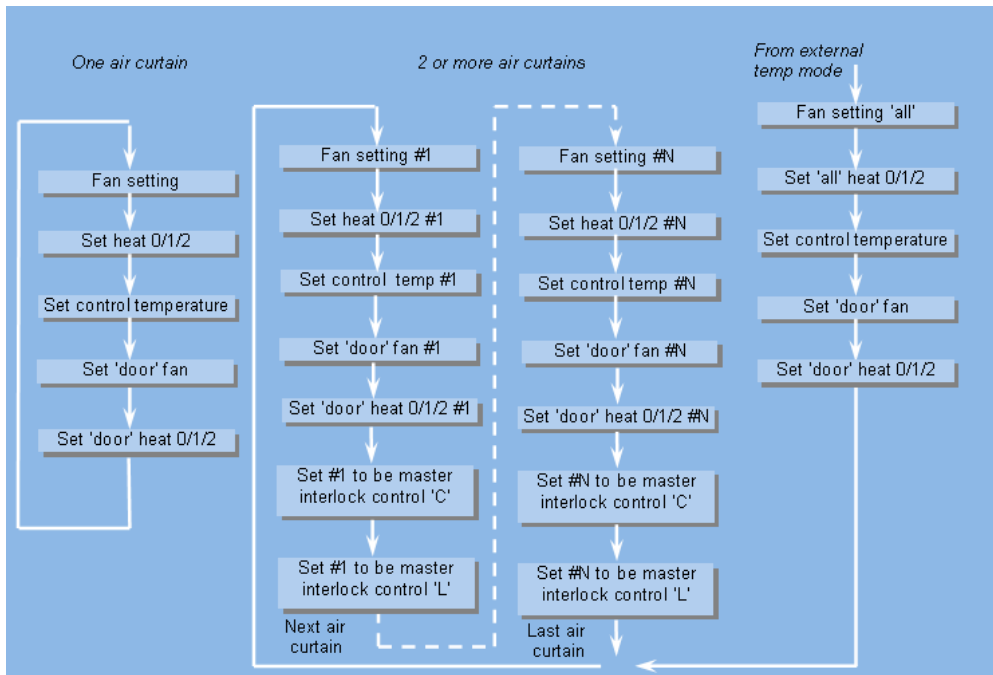 One air curtain
Fan setting
Set heat 0/1/2
Set control temperature
Set 'door' fan
Set 'door' heat 0/1/2
2 or more air curtains
Fan setting #1
Set heat 0/1/2 #1
Set control temp #1
Set 'door' fan #1
Set 'door' heat 0/1/2 #1
Set #1 to be master
interlock control 'C'
Set #1 to be master
interlock control 'L'
Next air
curtain
Fan setting #N
Set heat 0/1/2 #N
Set control temp #N
Set 'door' fan #N
Set 'door' heat 0/1/2 #N
Set #N to be master
interlock control 'C'
Set #N to be master
interlock control 'L'
Last air
curtain
From external
temp mode
Fan setting 'all'
Set 'all' heat 0/1/2
Set control temperature
Set 'door' fan
Set 'door' heat 0/1/2